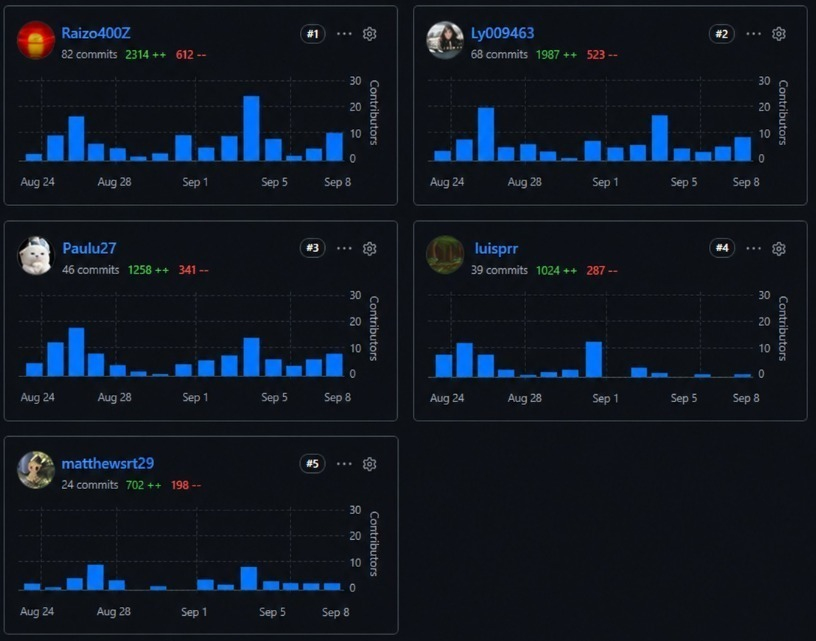 Raizo400Z
#1
82 commits 2314 ++ 612 --
30
20
10
0
Contributors
Aug 24 Aug 28 Sep 1 Sep 5 Sep 8
Ly009463
#2
68 commits 1987 ++ 523 --
30
20
10
0
Contributors
Aug 24 Aug 28 Sep 1 Sep 5 Sep 8
Paulu27
#3
46 commits 1258 ++ 341 --
30
20
10
0
Contributors
Aug 24 Aug 28 Sep 1 Sep 5 Sep 8
luisprr
#4
39 commits 1024 ++ 287 --
30
20
10
0
Contributors
Aug 24 Aug 28 Sep 1 Sep 5 Sep 8
matthewsrt29
#5
24 commits 702 ++ 198 --
30
20
10
0
Contributors
Aug 24 Aug 28 Sep 1 Sep 5 Sep 8